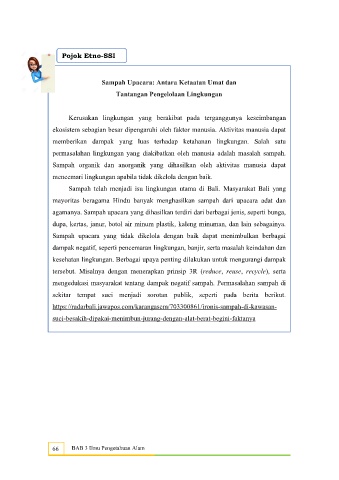 Pojok Etno-SSI
Sampah Upacara: Antara Ketaatan Umat dan
Tantangan Pengelolaan Lingkungan
Kerusakan lingkungan yang berakibat pada terganggunya keseimbangan
ekosistem sebagian besar dipengaruhi oleh faktor manusia. Aktivitas manusia dapat
memberikan dampak yang luas terhadap ketahanan lingkungan. Salah satu
permasalahan lingkungan yang diakibatkan oleh manusia adalah masalah sampah.
Sampah organik dan anorganik yang dihasilkan oleh aktivitas manusia dapat
mencemari lingkungan apabila tidak dikelola dengan baik.
Sampah telah menjadi isu lingkungan utama di Bali. Masyarakat Bali yang
mayoritas beragama Hindu banyak menghasilkan sampah dari upacara adat dan
agamanya. Sampah upacara yang dihasilkan terdiri dari berbagai jenis, seperti bunga,
dupa, kertas, janur, botol air minum plastik, kaleng minuman, dan lain sebagainya.
Sampah upacara yang tidak dikelola dengan baik dapat menimbulkan berbagai
dampak negatif, seperti pencemaran lingkungan, banjir, serta masalah keindahan dan
kesehatan lingkungan. Berbagai upaya penting dilakukan untuk mengurangi dampak
tersebut. Misalnya dengan menerapkan prinsip 3R (reduce, reuse, recycle), serta
mengedukasi masyarakat tentang dampak negatif sampah. Permasalahan sampah di
sekitar tempat suci menjadi sorotan publik, seperti pada berita berikut.
https://radarbali.jawapos.com/karangasem/703300861/ironis-sampah-di-kawasan-
suci-besakih-dipakai-menimbun-jurang-dengan-alat-berat-begini-faktanya
66 BAB 3 Ilmu Pengetahuan Alam